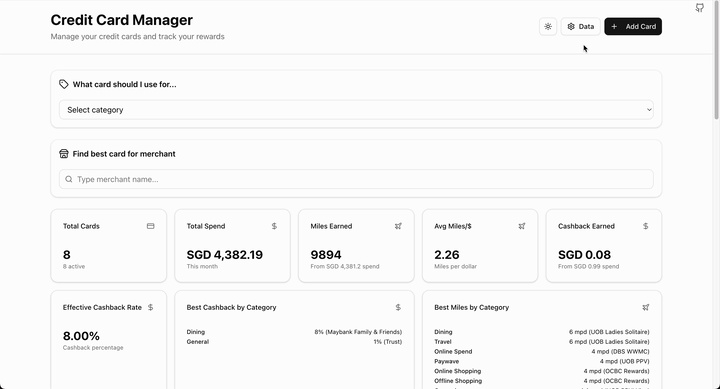 Credit Card Manager
Manage your credit cards and track your rewards
Data
Add Card
What card should I use for...
Select category
Find best card for merchant
Type merchant name...
Total Cards
8
8 active
Total Spend
SGD 4,382.19
This month
Miles Earned
9894
From SGD 4,381.2 spend
Avg Miles/$
2.26
Miles per dollar
Cashback Earned
SGD 0.08
From SGD 0.99 spend
Effective Cashback Rate
8.00%
Cashback percentage
Best Cashback by Category
Dining 8% (Maybank Family & Friends)
General 1% (Trust)
Best Miles by Category
Dining 6 mpd (UOB Ladies Solitaire)
Travel 6 mpd (UOB Ladies Solitaire)
Online Spend 4 mpd (DBS WWMC)
Paywave 4 mpd (UOB PPV)
Online Shopping 4 mpd (OCBC Rewards)
Offline Shopping 4 mpd (OCBC Rewards)